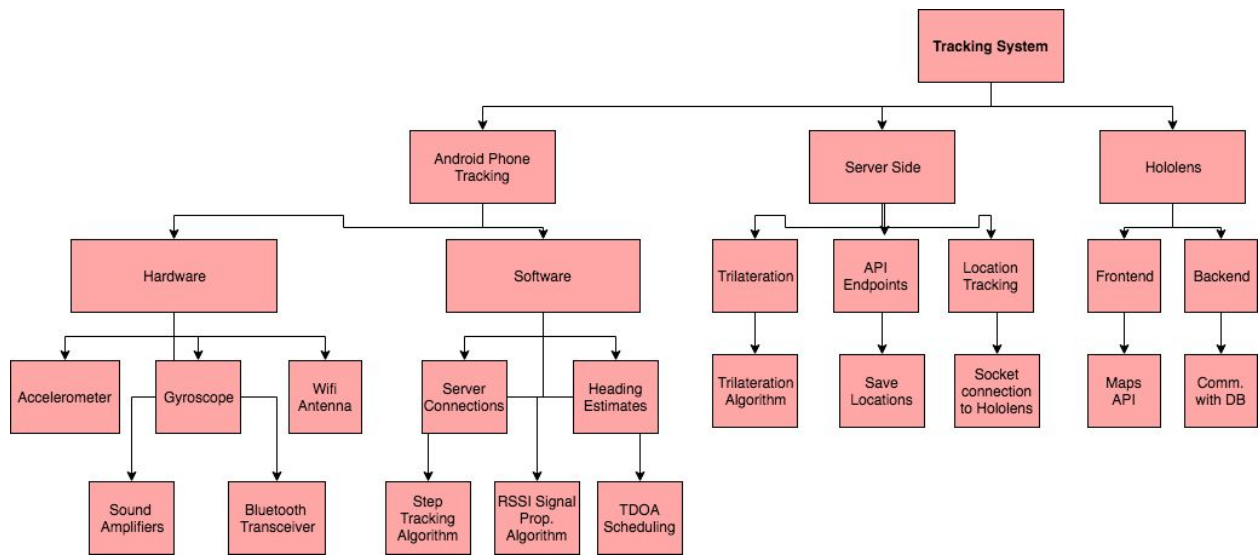 Tracking System
Android Phone
Tracking
Server Side
Hololens
Hardware
Software
Trilateration
API
Endpoints
Location
Tracking
Frontend
Backend
Accelerometer
Gyroscope
Wifi
Antenna
Server
Connections
Heading
Estimates
Trilateration
Algorithm
Save
Locations
Socket
connection
to Hololens
Maps
API
Comm.
with DB
Sound
Amplifiers
Bluetooth
Transceiver
Step
Tracking
Algorithm
RSSI Signal
Prop.
Algorithm
TDOA
Scheduling